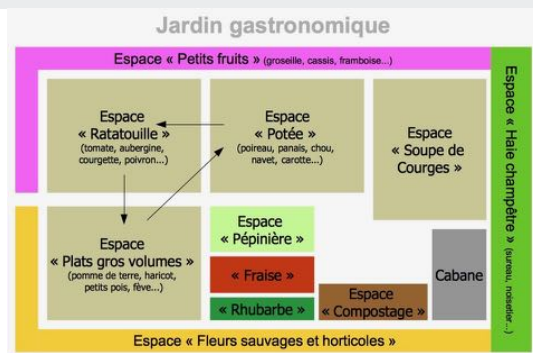 Jardin gastronomique
Espace « Petits fruits » (groseille, cassis, framboise...)
Espace
« Ratatouille »
(tomate, aubergine,
courgette, poivron...)
Espace
« Potée »
(poireau, panais, chou,
navet, carotte...)
Espace
« Soupe de
Courges »
Espace « Haie champêtre » (sureau, noisetier...)
Espace
« Plats gros volumes »
(pomme de terre, haricot,
petits pois, fève...)
Espace
« Pépinière »
« Fraise »
« Rhubarbe »
Espace
« Compostage »
Cabane
Espace « Fleurs sauvages et horticoles »